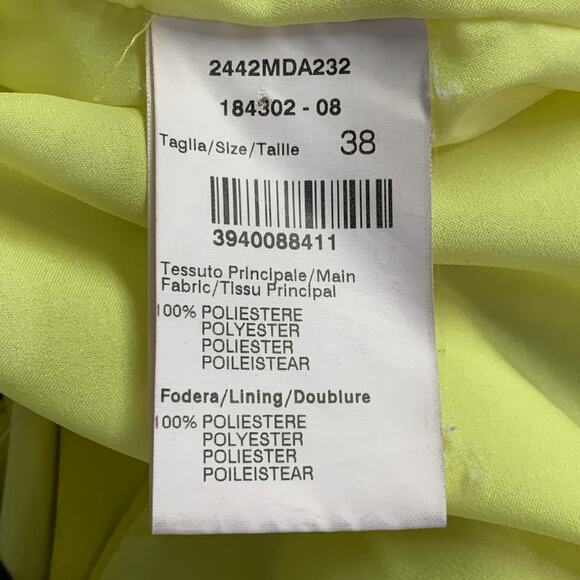 2442MDA232
184302 - 08
Taglia/Size/Taille 38
3940088411
Tessuto Principale/Main
Fabric/Tissu Principal
100% POLIESTERE
POLYESTER
POLIESTER
POILEISTEAR
Fodera/Lining/Doublure
100% POLIESTERE
POLYESTER
POLIESTER
POILEISTEAR